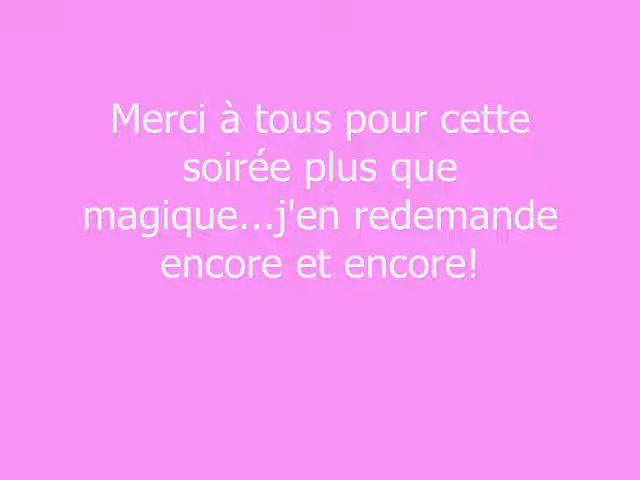 Merci à tous pour cette
soirée plus que
magique...j'en redemande
encore et encore!